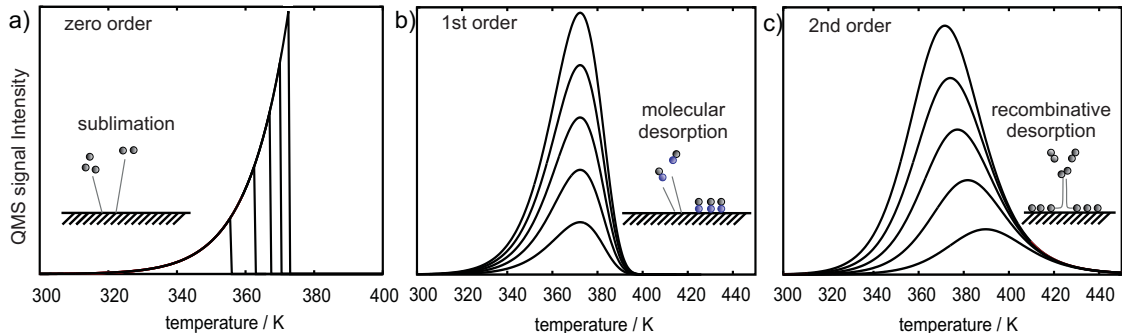 a) zero order
sublimation
QMS signal Intensity
300 320 340 360 380 400
temperature / K
b) 1st order
molecular
desorption
300 320 340 360 380 400 420 440
temperature / K
c) 2nd order
recombinative
desorption
300 320 340 360 380 400 420 440
temperature / K